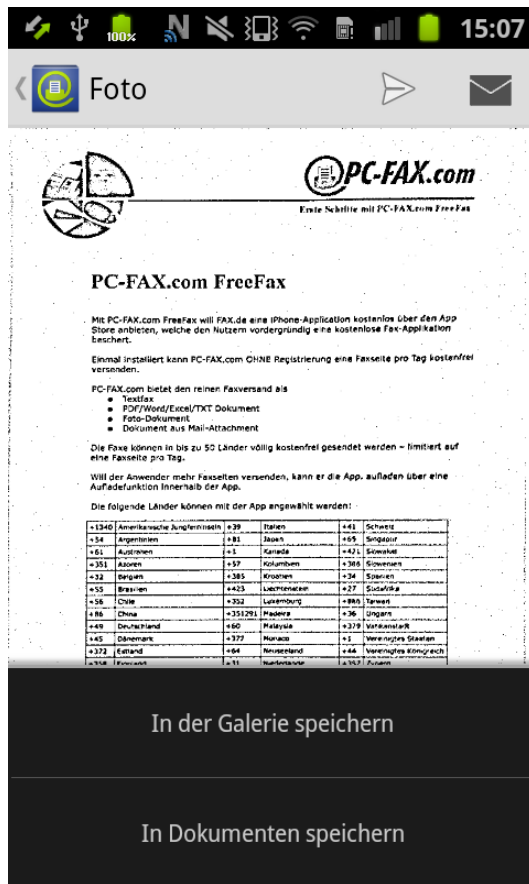 100%
15:07
Foto
PC-FAX.com
Erste Schritte mit PC-FAX.com FreeFax
PC-FAX.com FreeFax
Mit PC-FAX.com FreeFax will FAX.de eine iPhone-Application kostenlos über den App
Store anbieten, welche den Nutzern vordergründig eine kostenlose Fax-Applikation
beschert.
Einmal installiert kann PC-FAX.com OHNE Registrierung eine Faxseite pro Tag kostenfrei
versenden.
PC-FAX.com bietet den reinen Faxversand als
● Textfax
● PDF/Word/Excel/TXT Dokument
● Foto-Dokument
● Dokument aus Mail-Attachment
Die Faxe können in bis zu 50 Länder völlig kostenfrei gesendet werden – limitiert auf
eine Faxseite pro Tag.
Will der Anwender mehr Faxseiten versenden, kann er die App. aufladen über eine
Aufladefunktion innerhalb der App.
Die folgende Länder können mit der App angewählt werden:
+1340 Amerikanische Jungferninseln +39 Italien +41 Schweiz
+54 Argentinien +81 Japan +65 Singapur
+61 Australien +1 Kanada +421 Slowakei
+351 Azoren +57 Kolumbien +386 Slowenien
+32 Belgien +385 Kroatien +34 Spanien
+55 Brasilien +423 Liechtenstein +27 Südafrika
+56 Chile +352 Luxemburg +886 Taiwan
+86 China +351291 Madeira +36 Ungarn
+49 Deutschland +60 Malaysia +379 Vatikanstadt
+45 Dänemark +377 Monaco +1 Vereinigte Staaten
+372 Estland +64 Neuseeland +44 Vereinigtes Königreich
+358 Finnland +31 Niederlande +357 Zypern
In der Galerie speichern
In Dokumenten speichern